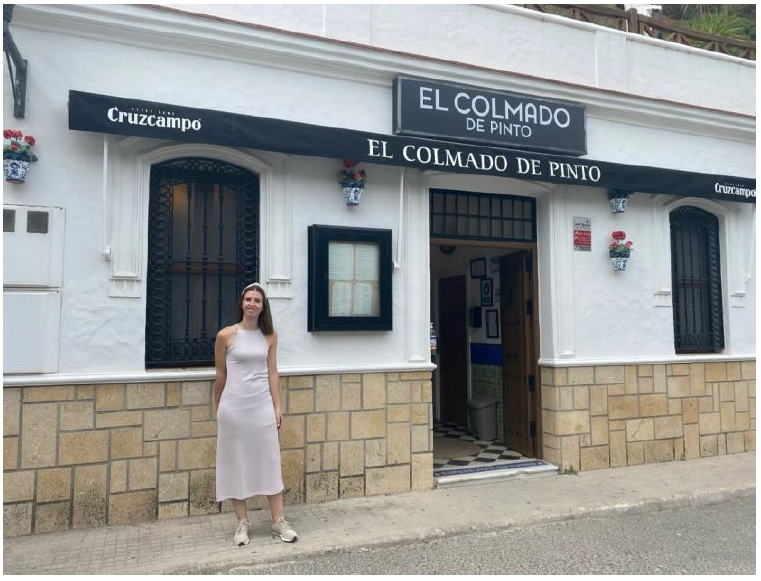 EL COLMADO
DE PINTO
Cruzcampo
EL COLMADO DE PINTO
Cruzcampo